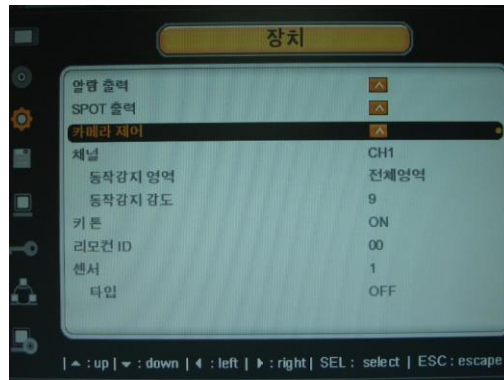 장치
알람 출력
SPOT 출력
카메라 제어
채널 CH1
동작감지 영역 전체영역
동작감지 감도 9
키 톤 ON
리모컨 ID 00
센서 1
타입 OFF
▲ : up | ▼ : down | ◀ : left | ▶ : right | SEL : select | ESC : escape